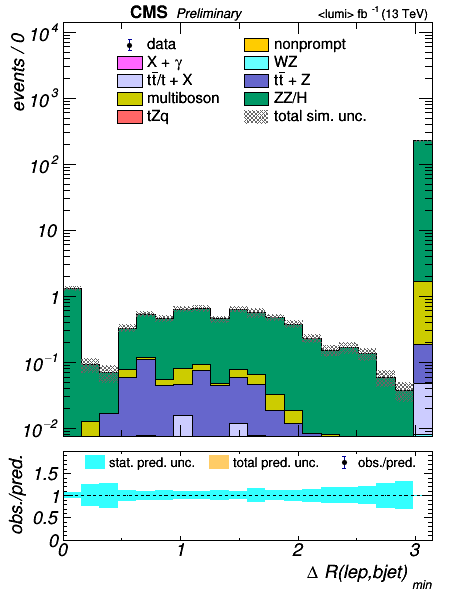 CMS Preliminary <lumi> fb⁻¹ (13 TeV)
events / 0
10⁴
10³
10²
10
1
10⁻¹
10⁻²
data
nonprompt
X + γ
WZ
tt̄/t + X
tt̄ + Z
multiboson
ZZ/H
tZq
total sim. unc.
obs./pred.
1.5
1
0.5
0
stat. pred. unc.
total pred. unc.
obs./pred.
0 1 2 3
Δ R(lep,bjet) min